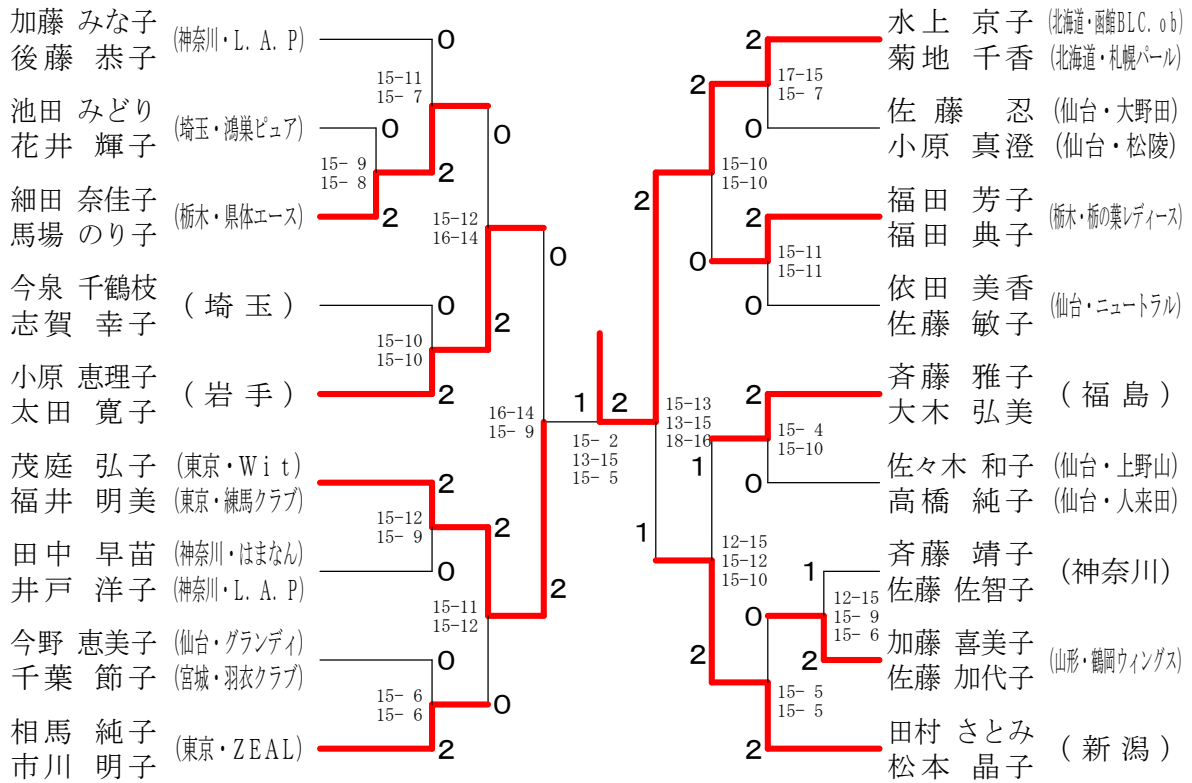 加藤 みな子 (神奈川・L.A.P)
後藤 恭子
0
15-11
15- 7
池田 みどり (埼玉・鴻巣ピュア)
花井 輝子
0
15- 9
15- 8
2
0
細田 奈佳子 (栃木・県体エース)
馬場 のり子
2
15-12
16-14
0
今泉 千鶴枝 (埼玉)
志賀 幸子
0
2
15-10
15-10
小原 恵理子 (岩手)
太田 寛子
2
16-14
15- 9
茂庭 弘子 (東京・Wit)
福井 明美 (東京・練馬クラブ)
2
15-12
15- 9
2
田中 早苗 (神奈川・はまなん)
井戸 洋子 (神奈川・L.A.P)
0
2
15-11
15-12
今野 恵美子 (仙台・グランディ)
千葉 節子 (宮城・羽衣クラブ)
0
15- 6
15- 6
0
相馬 純子 (東京・ZEAL)
市川 明子
2
1 2
15- 2
13-15
15- 5
水上 京子 (北海道・函館BLC.ob)
菊地 千香 (北海道・札幌パール)
2
2
17-15
15- 7
佐藤 忍 (仙台・大野田)
小原 真澄 (仙台・松陵)
0
15-10
15-10
2
福田 芳子 (栃木・栃の葉レディース)
福田 典子
2
0
15-11
15-11
依田 美香 (仙台・ニュートラル)
佐藤 敏子
0
斉藤 雅子 (福島)
大木 弘美
2
15-13
13-15
18-16
15- 4
15-10
1
佐々木 和子 (仙台・上野山)
高橋 純子 (仙台・人来田)
0
1
12-15
15-12
15-10
斉藤 靖子 (神奈川)
佐藤 佐智子
1
12-15
15- 9
15- 6
0
加藤 喜美子 (山形・鶴岡ウィングス)
佐藤 加代子
2
2
15- 5
15- 5
田村 さとみ (新潟)
松本 晶子
2